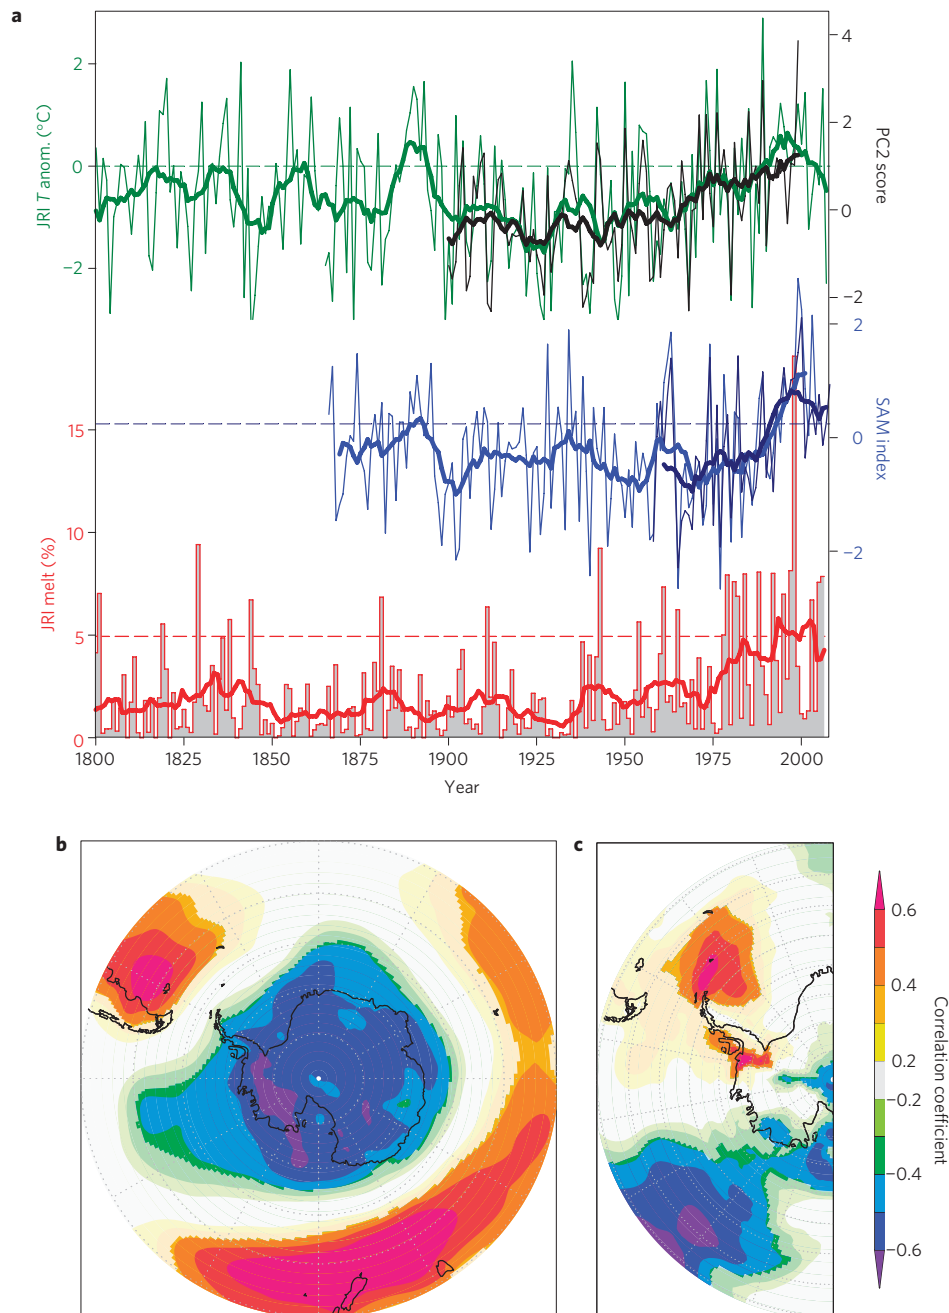 a
JRI T anom. (°C)
2
0
−2
PC2 score
4
2
0
−2
SAM index
2
0
−2
JRI melt (%)
15
10
5
0
1800 1825 1850 1875 1900 1925 1950 1975 2000
Year
b
c
0.6
0.4
0.2
−0.2
−0.4
−0.6
Correlation coefficient